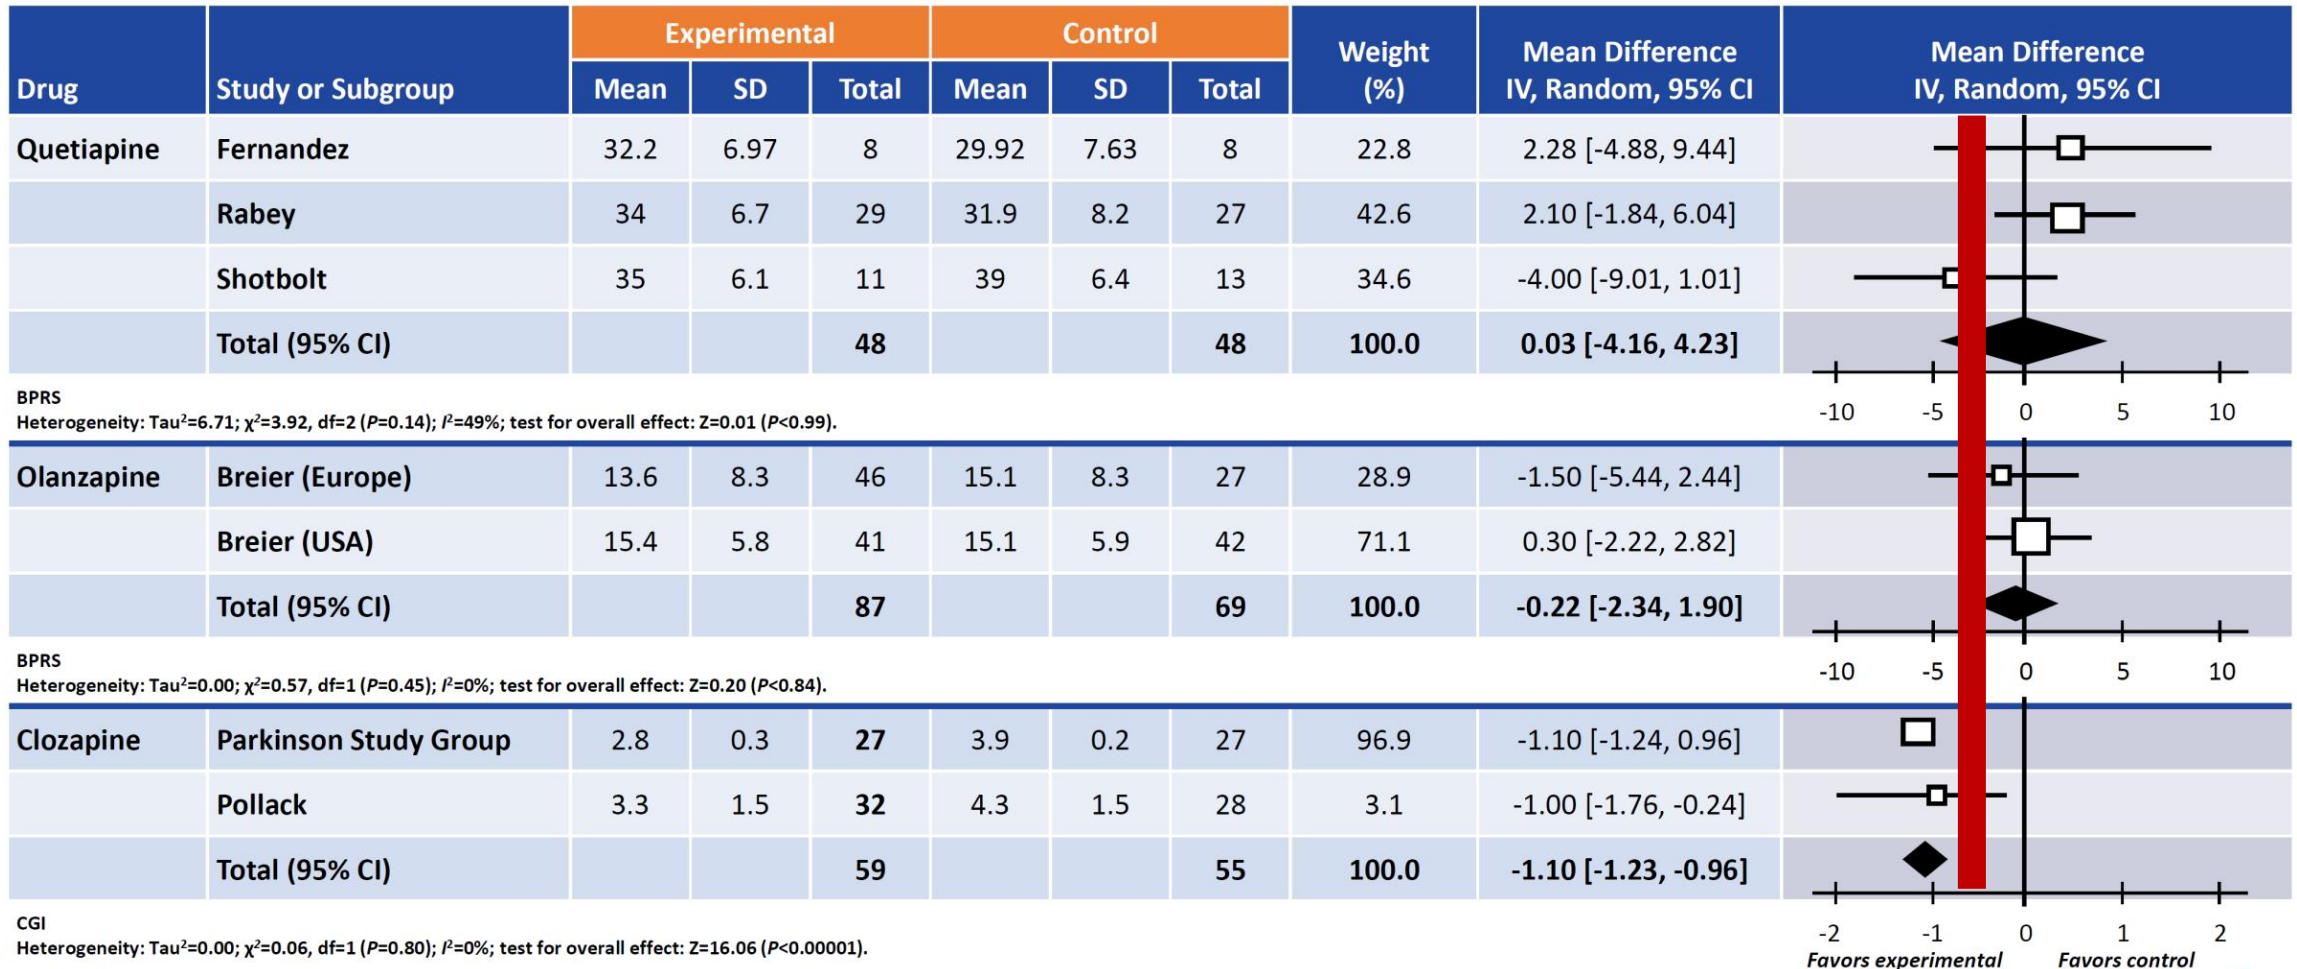 Drug Study or Subgroup Experimental Control Weight (%) Mean Difference IV, Random, 95% CI Mean Difference IV, Random, 95% CI
Mean SD Total Mean SD Total
Quetiapine Fernandez 32.2 6.97 8 29.92 7.63 8 22.8 2.28 [-4.88, 9.44]
Rabey 34 6.7 29 31.9 8.2 27 42.6 2.10 [-1.84, 6.04]
Shotbolt 35 6.1 11 39 6.4 13 34.6 -4.00 [-9.01, 1.01]
Total (95% CI) 48 48 100.0 0.03 [-4.16, 4.23]
-10 -5 0 5 10
BPRS
Heterogeneity: Tau²=6.71; χ²=3.92, df=2 (P=0.14); I²=49%; test for overall effect: Z=0.01 (P<0.99).
Olanzapine Breier (Europe) 13.6 8.3 46 15.1 8.3 27 28.9 -1.50 [-5.44, 2.44]
Breier (USA) 15.4 5.8 41 15.1 5.9 42 71.1 0.30 [-2.22, 2.82]
Total (95% CI) 87 69 100.0 -0.22 [-2.34, 1.90]
-10 -5 0 5 10
BPRS
Heterogeneity: Tau²=0.00; χ²=0.57, df=1 (P=0.45); I²=0%; test for overall effect: Z=0.20 (P<0.84).
Clozapine Parkinson Study Group 2.8 0.3 27 3.9 0.2 27 96.9 -1.10 [-1.24, 0.96]
Pollack 3.3 1.5 32 4.3 1.5 28 3.1 -1.00 [-1.76, -0.24]
Total (95% CI) 59 55 100.0 -1.10 [-1.23, -0.96]
-2 -1 0 1 2
Favors experimental Favors control
CGI
Heterogeneity: Tau²=0.00; χ²=0.06, df=1 (P=0.80); I²=0%; test for overall effect: Z=16.06 (P<0.00001).